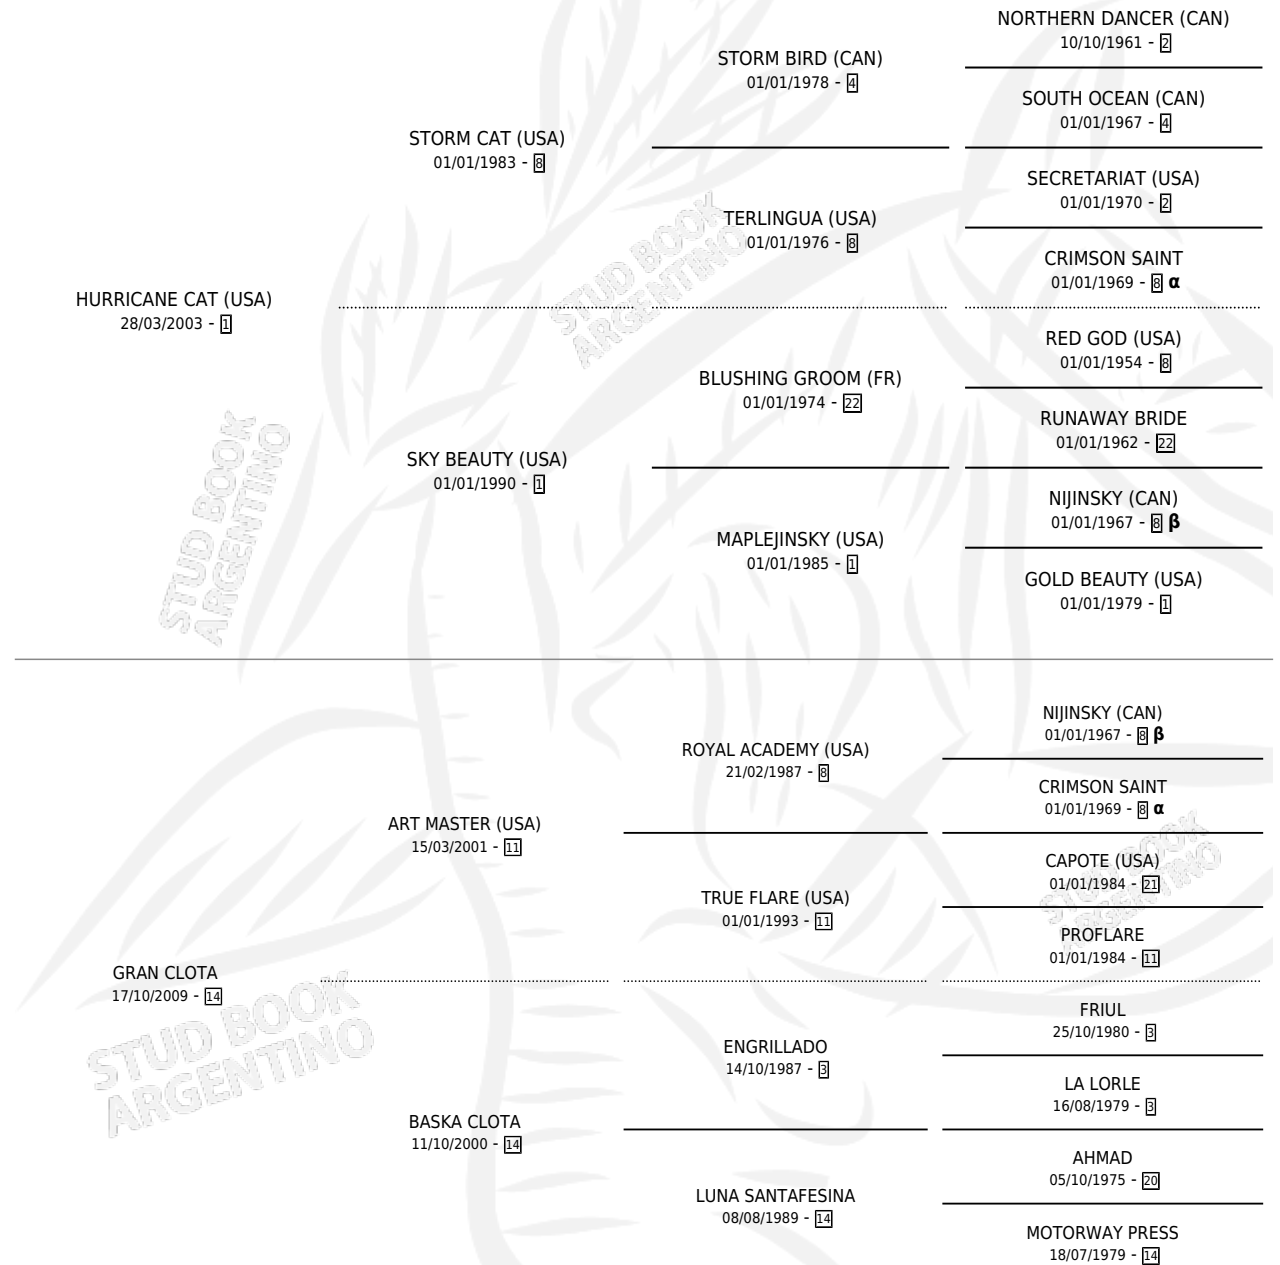 NORTHERN DANCER (CAN)
10/10/1961 - 2
STORM BIRD (CAN)
01/01/1978 - 4
SOUTH OCEAN (CAN)
01/01/1967 - 4
STORM CAT (USA)
01/01/1983 - 8
SECRETARIAT (USA)
01/01/1970 - 2
TERLINGUA (USA)
01/01/1976 - 8
CRIMSON SAINT
01/01/1969 - 8 α
HURRICANE CAT (USA)
28/03/2003 - 1
RED GOD (USA)
01/01/1954 - 8
BLUSHING GROOM (FR)
01/01/1974 - 22
RUNAWAY BRIDE
01/01/1962 - 22
SKY BEAUTY (USA)
01/01/1990 - 1
NIJINSKY (CAN)
01/01/1967 - 8 β
MAPLEJINSKY (USA)
01/01/1985 - 1
GOLD BEAUTY (USA)
01/01/1979 - 1
NIJINSKY (CAN)
01/01/1967 - 8 β
ROYAL ACADEMY (USA)
21/02/1987 - 8
CRIMSON SAINT
01/01/1969 - 8 α
ART MASTER (USA)
15/03/2001 - 11
CAPOTE (USA)
01/01/1984 - 21
TRUE FLARE (USA)
01/01/1993 - 11
PROFLARE
01/01/1984 - 11
GRAN CLOTA
17/10/2009 - 14
FRIUL
25/10/1980 - 3
ENGRILLADO
14/10/1987 - 3
LA LORLE
16/08/1979 - 3
BASKA CLOTA
11/10/2000 - 14
AHMAD
05/10/1975 - 20
LUNA SANTAFESINA
08/08/1989 - 14
MOTORWAY PRESS
18/07/1979 - 14
STUD BOOK
ARGENTINO
STUD BOOK
ARGENTINO
STUD BOOK
ARGENTINO
STUD BOOK
ARGENTINO